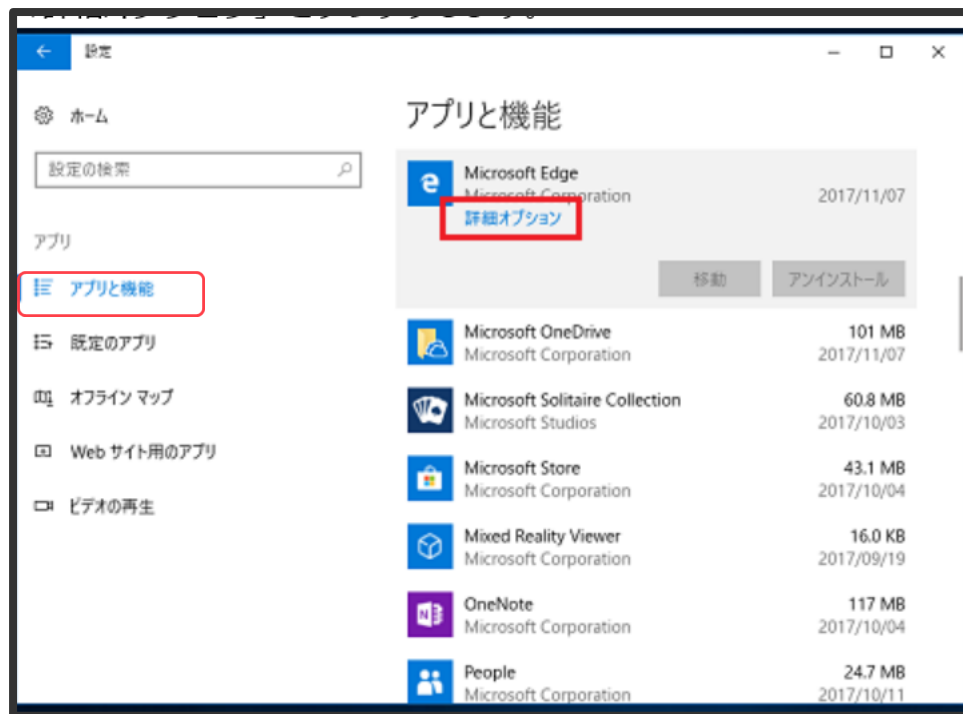 設定
ホーム
設定の検索
アプリ
アプリと機能
既定のアプリ
オフライン マップ
Web サイト用のアプリ
ビデオの再生
アプリと機能
Microsoft Edge
Microsoft Corporation 2017/11/07
詳細オプション
移動 アンインストール
Microsoft OneDrive 101 MB
Microsoft Corporation 2017/11/07
Microsoft Solitaire Collection 60.8 MB
Microsoft Studios 2017/10/03
Microsoft Store 43.1 MB
Microsoft Corporation 2017/10/04
Mixed Reality Viewer 16.0 KB
Microsoft Corporation 2017/09/19
OneNote 117 MB
Microsoft Corporation 2017/10/04
People 24.7 MB
Microsoft Corporation 2017/10/11